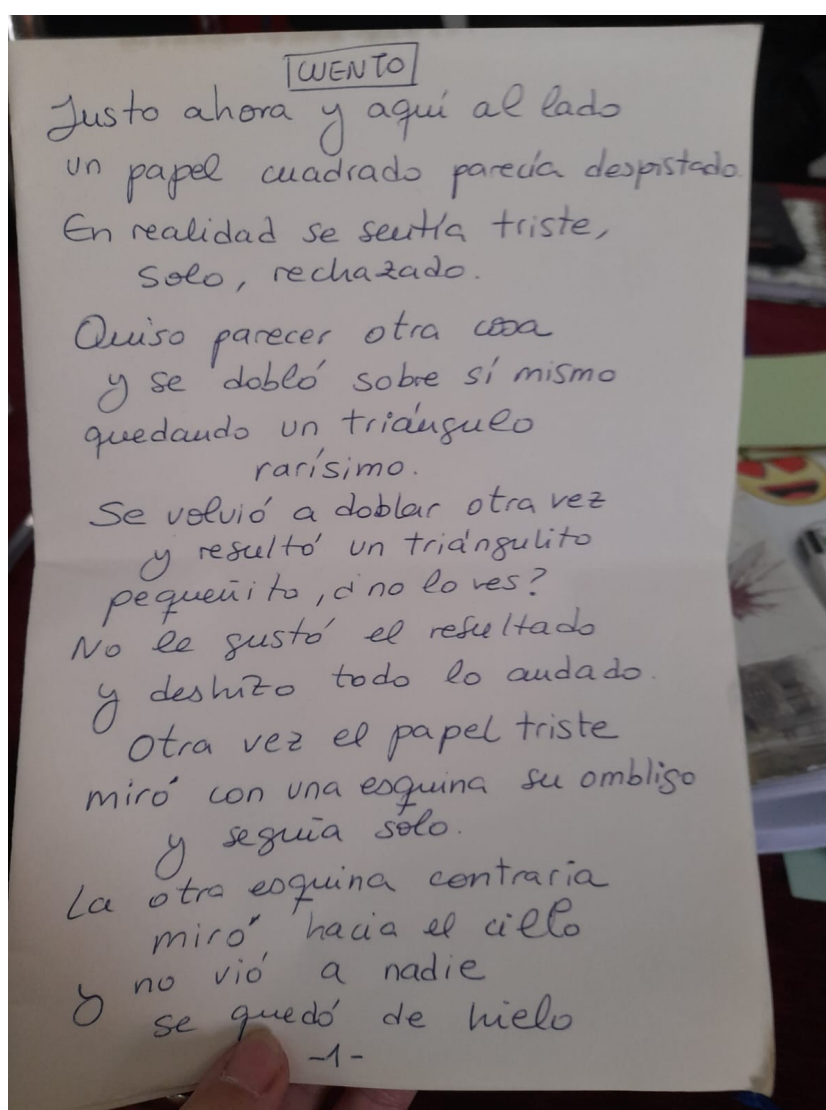 CUENTO
Justo ahora y aquí al lado
un papel cuadrado parecía despistado.
En realidad se sentía triste,
solo, rechazado.
Quiso parecer otra cosa
y se dobló sobre sí mismo
quedando un triángulo
rarísimo.
Se volvió a doblar otra vez
y resultó un triángulito
pequeñito, ¿no lo ves?
No le gustó el resultado
y deshizo todo lo andado.
Otra vez el papel triste
miró con una esquina su ombligo
y seguía sólo.
La otra esquina contraria
miró hacia el cielo
y no vió a nadie
se quedó de hielo
-1-